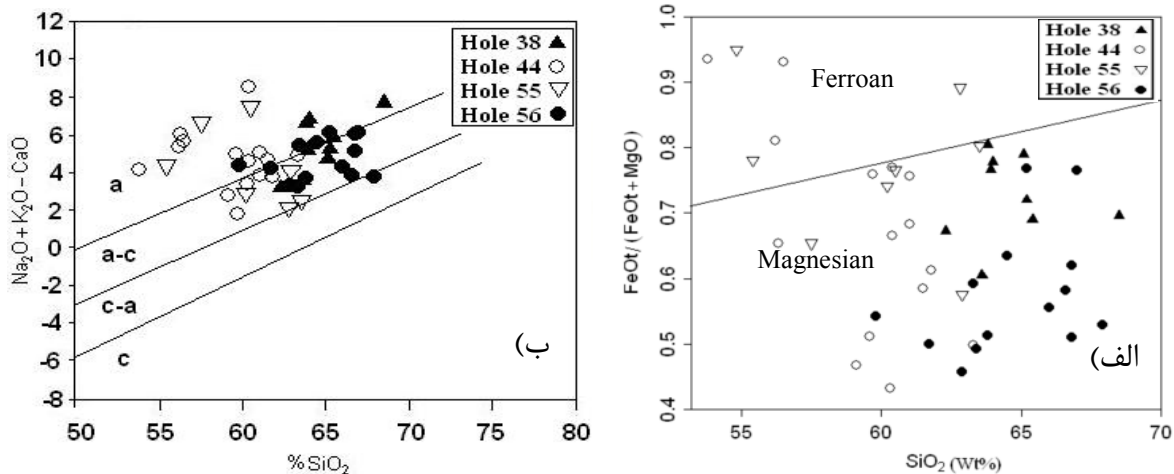 12
10
8
6
4
2
0
-2
-4
-6
-8
Na₂O + K₂O – CaO
Hole 38
Hole 44
Hole 55
Hole 56
a
a-c
c-a
c
ب)
50 55 60 65 70 75 80
%SiO₂
1.0
0.9
0.8
0.7
0.6
0.5
0.4
FeOt/ (FeOt + MgO)
Hole 38
Hole 44
Hole 55
Hole 56
Ferroan
Magnesian
الف)
55 60 65 70
SiO₂ (Wt%)